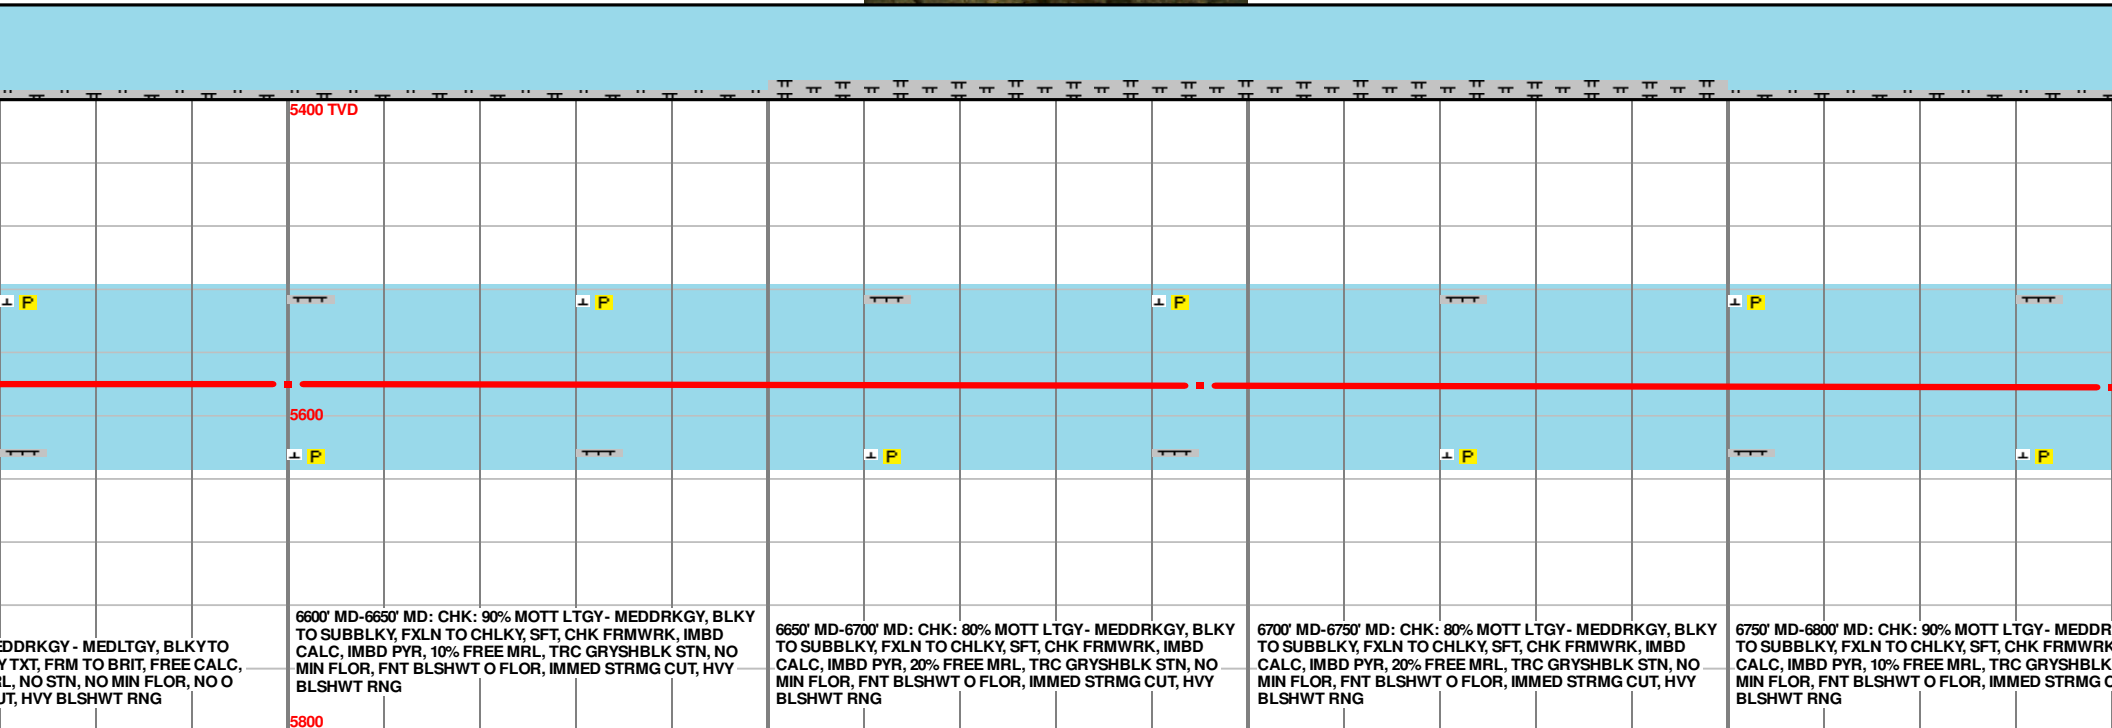 5400 TVD
P
P
P
P
5600
P
P
P
P
EDDRKGY - MEDLTGY, BLKY TO
Y TXT, FRM TO BRIT, FREE CALC,
L, NO STN, NO MIN FLOR, NO O
UT, HVY BLSHWT RNG
6600' MD-6650' MD: CHK: 90% MOTT LTGY- MEDDRKGY, BLKY
TO SUBBLKY, FXLN TO CHLKY, SFT, CHK FRMWRK, IMBD
CALC, IMBD PYR, 10% FREE MRL, TRC GRYSHBLK STN, NO
MIN FLOR, FNT BLSHWT O FLOR, IMMED STRMG CUT, HVY
BLSHWT RNG
6650' MD-6700' MD: CHK: 80% MOTT LTGY- MEDDRKGY, BLKY
TO SUBBLKY, FXLN TO CHLKY, SFT, CHK FRMWRK, IMBD
CALC, IMBD PYR, 20% FREE MRL, TRC GRYSHBLK STN, NO
MIN FLOR, FNT BLSHWT O FLOR, IMMED STRMG CUT, HVY
BLSHWT RNG
6700' MD-6750' MD: CHK: 80% MOTT LTGY- MEDDRKGY, BLKY
TO SUBBLKY, FXLN TO CHLKY, SFT, CHK FRMWRK, IMBD
CALC, IMBD PYR, 20% FREE MRL, TRC GRYSHBLK STN, NO
MIN FLOR, FNT BLSHWT O FLOR, IMMED STRMG CUT, HVY
BLSHWT RNG
6750' MD-6800' MD: CHK: 90% MOTT LTGY- MEDDR
TO SUBBLKY, FXLN TO CHLKY, SFT, CHK FRMWRK
CALC, IMBD PYR, 10% FREE MRL, TRC GRYSHBLK
MIN FLOR, FNT BLSHWT O FLOR, IMMED STRMG C
BLSHWT RNG
5800